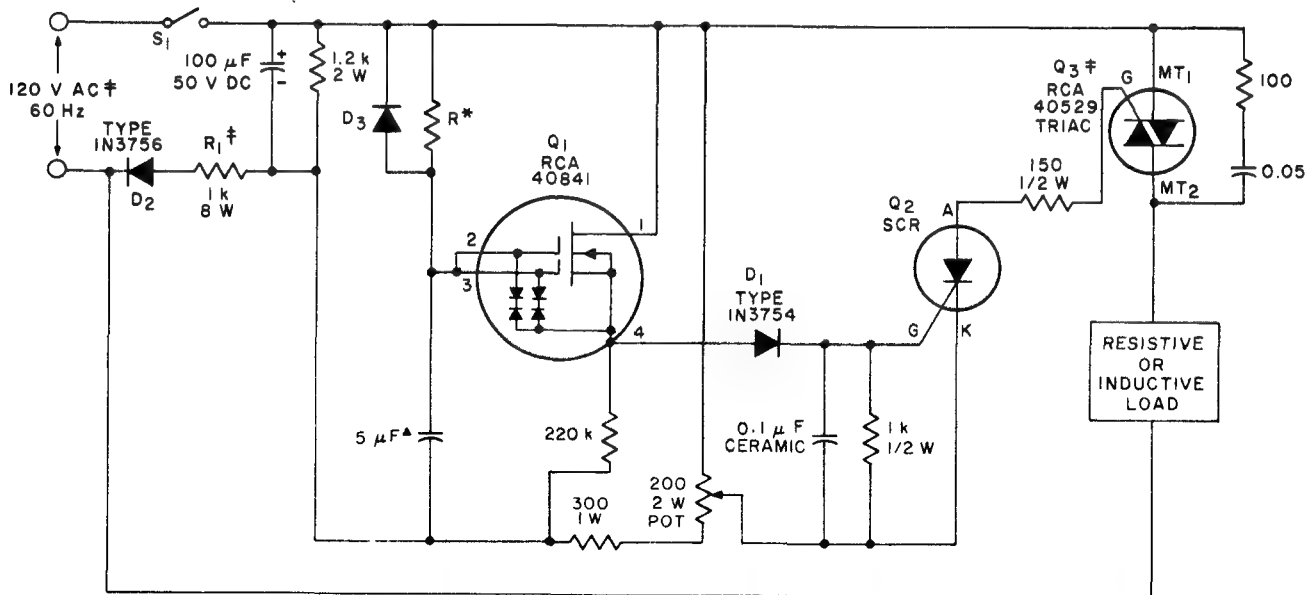 S1
120 V AC‡
60 Hz
100 μF
50 V DC
+
-
1.2 k
2 W
TYPE
IN3756
D2
R1‡
1 k
8 W
D3
R*
Q1
RCA
40841
1
2
3
4
5 μF▲
220 k
300
1 W
200
2 W
POT
D1
TYPE
IN3754
0.1 μF
CERAMIC
1 k
1/2 W
Q2
SCR
A
G
K
150
1/2 W
Q3‡
RCA
40529
TRIAC
G
MT1
MT2
100
0.05
RESISTIVE
OR
INDUCTIVE
LOAD